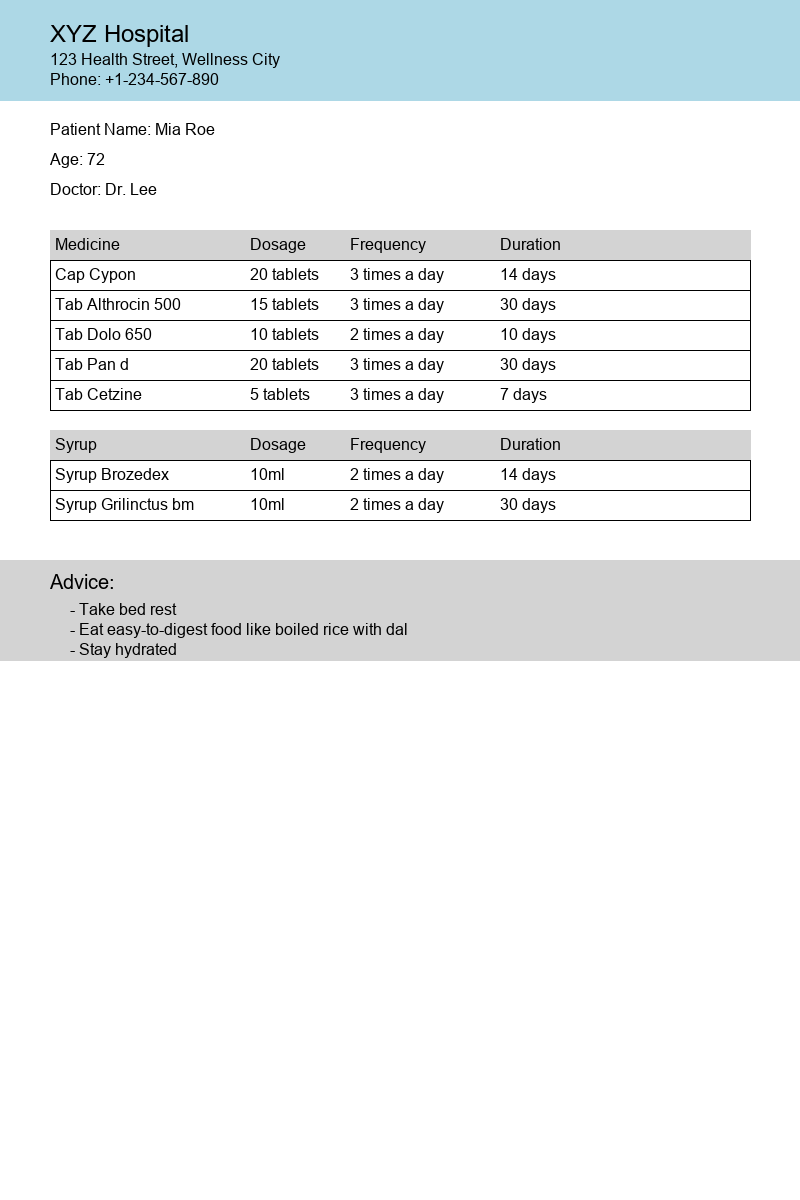 XYZ Hospital
123 Health Street, Wellness City
Phone: +1-234-567-890
Patient Name: Mia Roe
Age: 72
Doctor: Dr. Lee
Medicine Dosage Frequency Duration
Cap Cypon 20 tablets 3 times a day 14 days
Tab Althrocin 500 15 tablets 3 times a day 30 days
Tab Dolo 650 10 tablets 2 times a day 10 days
Tab Pan d 20 tablets 3 times a day 30 days
Tab Cetzine 5 tablets 3 times a day 7 days
Syrup Dosage Frequency Duration
Syrup Brozedex 10ml 2 times a day 14 days
Syrup Grilinctus bm 10ml 2 times a day 30 days
Advice:
- Take bed rest
- Eat easy-to-digest food like boiled rice with dal
- Stay hydrated